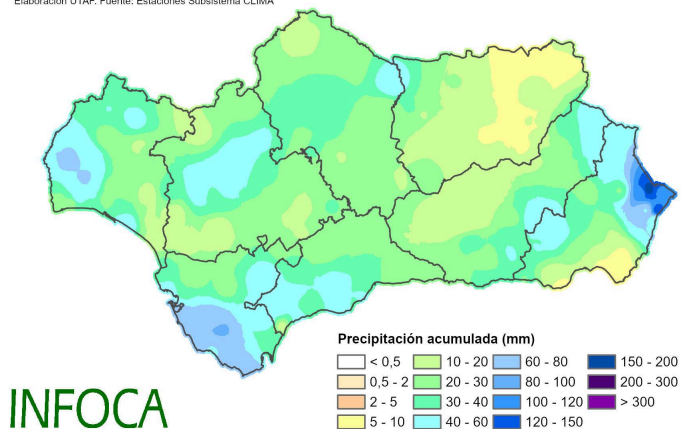 Elaboración UTAP. Fuente: Estaciones Subsistema CLIMA
Precipitación acumulada (mm)
< 0,5
10 - 20
60 - 80
150 - 200
0,5 - 2
20 - 30
80 - 100
200 - 300
2 - 5
30 - 40
100 - 120
> 300
5 - 10
40 - 60
120 - 150
INFOCA